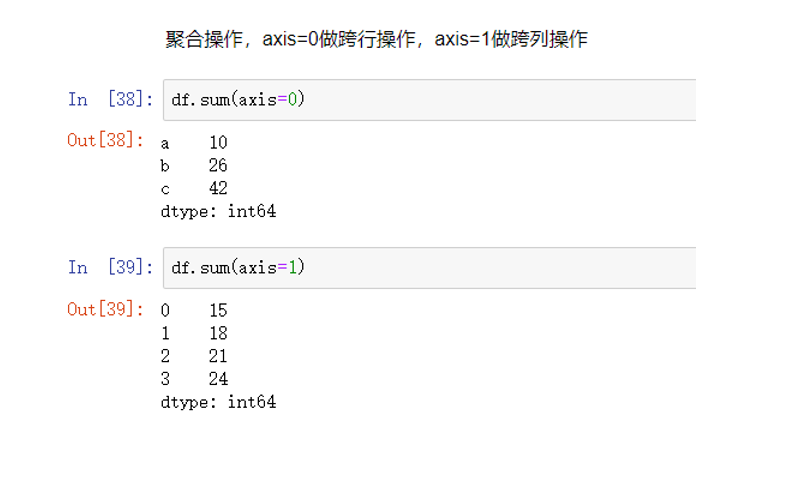 聚合操作，axis=0做跨行操作，axis=1做跨列操作
In [38]: df.sum(axis=0)
Out[38]: a 10
b 26
c 42
dtype: int64
In [39]: df.sum(axis=1)
Out[39]: 0 15
1 18
2 21
3 24
dtype: int64